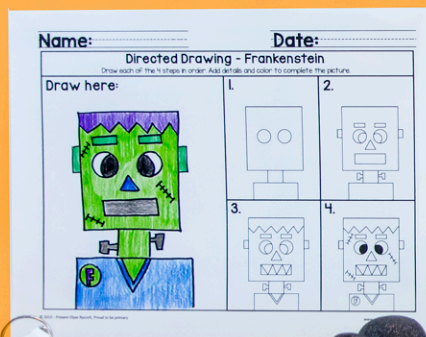 Name:
Date:
Directed Drawing - Frankenstein
Draw each of the 4 steps in order. Add details and color to complete the picture.
Draw here:
1.
2.
3.
4.
F
F